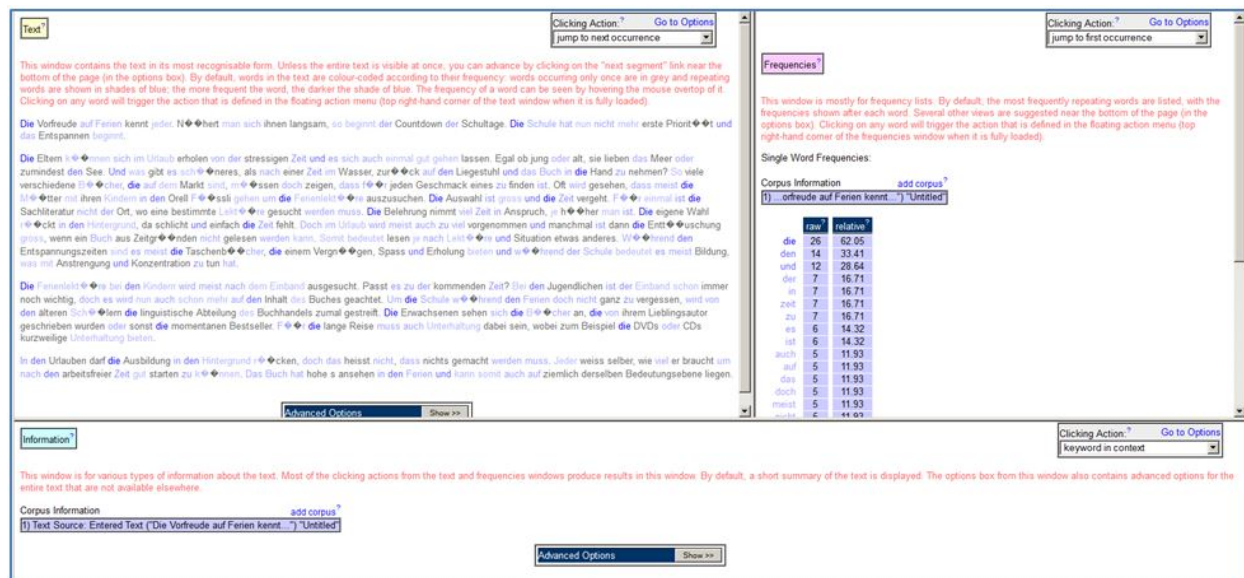 Text?
Clicking Action:? Go to Options
jump to next occurrence
This window contains the text in its most recognisable form. Unless the entire text is visible at once, you can advance by clicking on the "next segment" link near the
bottom of the page (in the options box). By default, words in the text are colour-coded according to their frequency: words occurring only once are in grey and repeating
words are shown in shades of blue; the more frequent the word, the darker the shade of blue. The frequency of a word can be seen by hovering the mouse overtop of it.
Clicking on any word will trigger the action that is defined in the floating action menu (top right-hand corner of the text window when it is fully loaded).
Die Vorfreude auf Ferien kennt jeder. N��hert man sich ihnen langsam, so beginnt der Countdown der Schultage. Die Schule hat nun nicht mehr erste Priorit��t und
das Entspannen beginnt.
Die Eltern k��nnen sich im Urlaub erholen von der stressigen Zeit und es sich auch einmal gut gehen lassen. Egal ob jung oder alt, sie lieben das Meer oder
zumindest den See. Und was gibt es sch��neres, als nach einer Zeit im Wasser, zur��ck auf den Liegestuhl und das Buch in die Hand zu nehmen? So viele
verschiedene B��cher, die auf dem Markt sind, m��ssen doch zeigen, dass f��r jeden Geschmack eines zu finden ist. Oft wird gesehen, dass meist die
M��tter mit ihren Kindern in den Orell F��ssli gehen um die Ferienlekt��re auszusuchen. Die Auswahl ist gross und die Zeit vergeht. F��r einmal ist die
Sachliteratur nicht der Ort, wo eine bestimmte Lekt��re gesucht werden muss. Die Belehrung nimmt viel Zeit in Anspruch, je h��her man ist. Die eigene Wahl
r��ckt in den Hintergrund, da schlicht und einfach die Zeit fehlt. Doch im Urlaub wird meist auch zu viel vorgenommen und manchmal ist dann die Entt��uschung
gross, wenn ein Buch aus Zeitgr��nden nicht gelesen werden kann. Somit bedeutet lesen je nach Lekt��re und Situation etwas anderes. W��hrend den
Entspannungszeiten sind es meist die Taschenb��cher, die einem Vergn��gen, Spass und Erholung bieten und w��hrend der Schule bedeutet es meist Bildung,
was mit Anstrengung und Konzentration zu tun hat.
Die Ferienlekt��re bei den Kindern wird meist nach dem Einband ausgesucht. Passt es zu der kommenden Zeit? Bei den Jugendlichen ist der Einband schon immer
noch wichtig, doch es wird nun auch schon mehr auf den Inhalt des Buches geachtet. Um die Schule w��hrend den Ferien doch nicht ganz zu vergessen, wird von
den älteren Sch��lern die linguistische Abteilung des Buchhandels zumal gestreift. Die Erwachsenen sehen sich die B��cher an, die von ihrem Lieblingsautor
geschrieben wurden oder sonst die momentanen Bestseller. F��r die lange Reise muss auch Unterhaltung dabei sein, wobei zum Beispiel die DVDs oder CDs
kurzweilige Unterhaltung bieten.
In den Urlauben darf die Ausbildung in den Hintergrund r��cken, doch das heisst nicht, dass nichts gemacht werden muss. Jeder weiss selber, wie viel er braucht um
nach den arbeitsfreier Zeit gut starten zu k��nnen. Das Buch hat hohe s ansehen in den Ferien und kann somit auch auf ziemlich derselben Bedeutungsebene liegen.
Advanced Options Show >>
Clicking Action:? Go to Options
jump to first occurrence
Frequencies?
This window is mostly for frequency lists. By default, the most frequently repeating words are listed, with the
frequencies shown after each word. Several other views are suggested near the bottom of the page (in the
options box). Clicking on any word will trigger the action that is defined in the floating action menu (top
right-hand corner of the frequencies window when it is fully loaded).
Single Word Frequencies:
Corpus Information add corpus?
1) ...orfreude auf Ferien kennt...") "Untitled"
raw? relative?
die 26 62.05
den 14 33.41
und 12 28.64
der 7 16.71
in 7 16.71
zeit 7 16.71
zu 7 16.71
es 6 14.32
ist 6 14.32
auch 5 11.93
auf 5 11.93
das 5 11.93
doch 5 11.93
meist 5 11.93
nicht 5 11.93
Information?
Clicking Action:? Go to Options
keyword in context
This window is for various types of information about the text. Most of the clicking actions from the text and frequencies windows produce results in this window. By default, a short summary of the text is displayed. The options box from this window also contains advanced options for the
entire text that are not available elsewhere.
Corpus Information add corpus?
1) Text Source: Entered Text ("Die Vorfreude auf Ferien kennt...") "Untitled"
Advanced Options Show >>